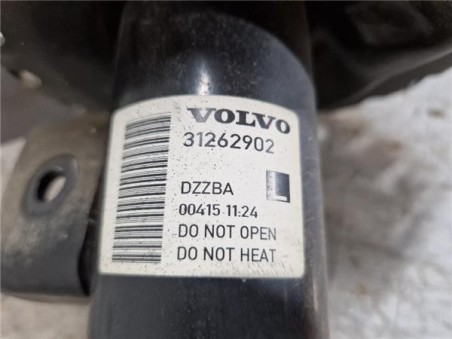 VOLVO
31262902
DZZBA L
00415 11:24
DO NOT OPEN
DO NOT HEAT